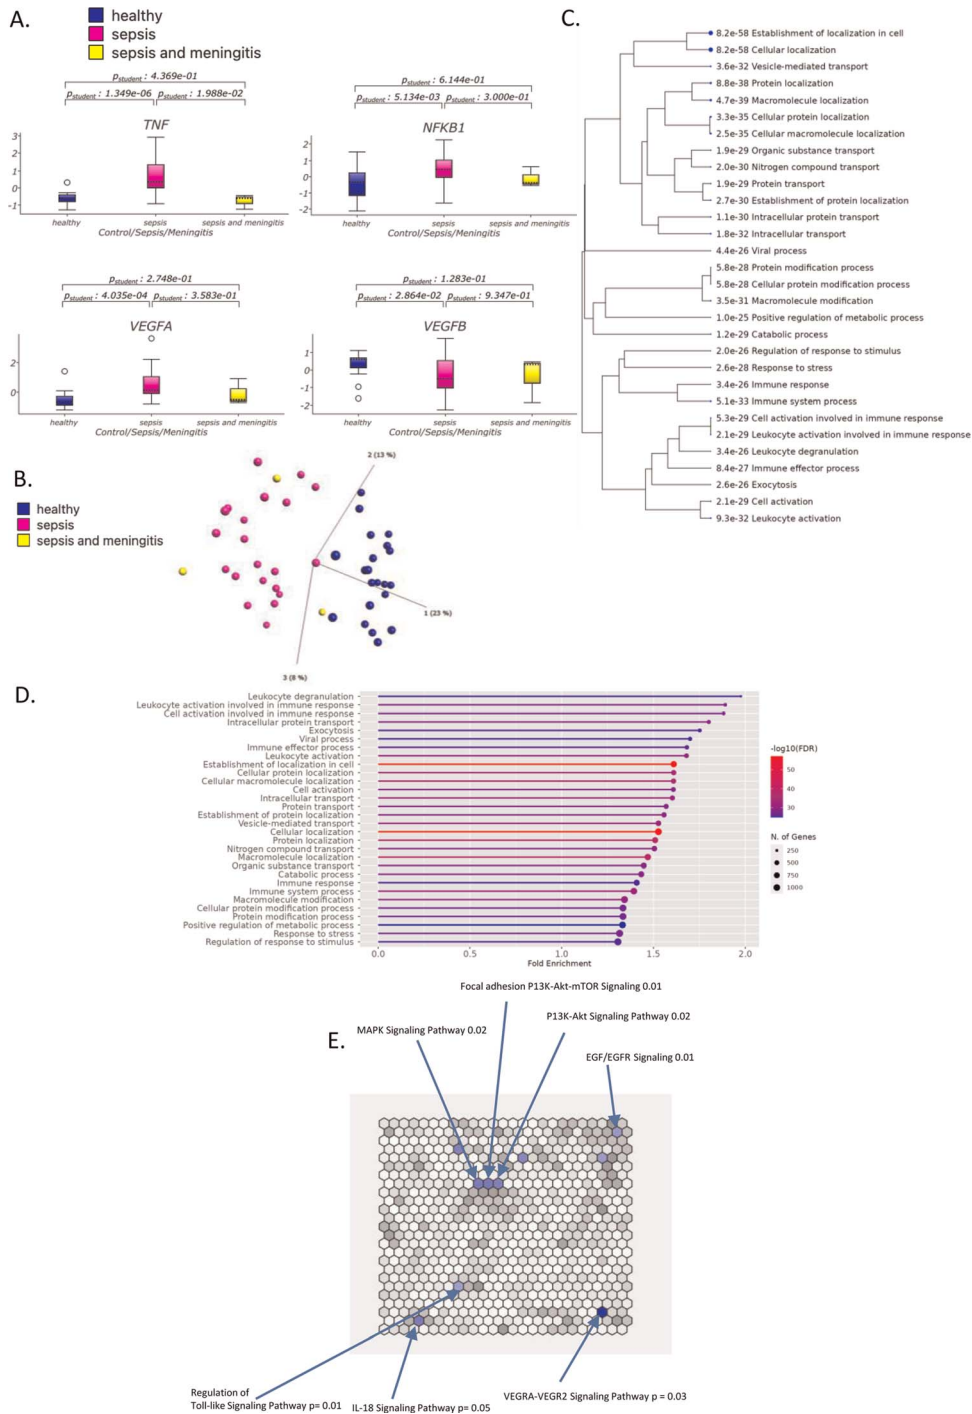 A.
healthy
sepsis
sepsis and meningitis
pstudent : 4.369e-01
pstudent : 1.349e-06 pstudent : 1.988e-02
TNF
3
2
1
0
-1
healthy sepsis sepsis and meningitis
Control/Sepsis/Meningitis
pstudent : 6.144e-01
pstudent : 5.134e-03 pstudent : 3.000e-01
NFKB1
2
1
0
-1
-2
healthy sepsis sepsis and meningitis
Control/Sepsis/Meningitis
pstudent : 2.748e-01
pstudent : 4.035e-04 pstudent : 3.583e-01
VEGFA
2
0
healthy sepsis sepsis and meningitis
Control/Sepsis/Meningitis
pstudent : 1.283e-01
pstudent : 2.864e-02 pstudent : 9.347e-01
VEGFB
1
0
-1
-2
healthy sepsis sepsis and meningitis
Control/Sepsis/Meningitis
B.
healthy
sepsis
sepsis and meningitis
2 (13 %)
1 (23 %)
3 (8 %)
C.
8.2e-58 Establishment of localization in cell
8.2e-58 Cellular localization
3.6e-32 Vesicle-mediated transport
8.8e-38 Protein localization
4.7e-39 Macromolecule localization
3.3e-35 Cellular protein localization
2.5e-35 Cellular macromolecule localization
1.9e-29 Organic substance transport
2.0e-30 Nitrogen compound transport
1.9e-29 Protein transport
2.7e-30 Establishment of protein localization
1.1e-30 Intracellular protein transport
1.8e-32 Intracellular transport
4.4e-26 Viral process
5.8e-28 Protein modification process
5.8e-28 Cellular protein modification process
3.5e-31 Macromolecule modification
1.0e-25 Positive regulation of metabolic process
1.2e-29 Catabolic process
2.0e-26 Regulation of response to stimulus
2.6e-28 Response to stress
3.4e-26 Immune response
5.1e-33 Immune system process
5.3e-29 Cell activation involved in immune response
2.1e-29 Leukocyte activation involved in immune response
3.4e-26 Leukocyte degranulation
8.4e-27 Immune effector process
2.6e-26 Exocytosis
2.1e-29 Cell activation
9.3e-32 Leukocyte activation
D.
Leukocyte degranulation
Leukocyte activation involved in immune response
Cell activation involved in immune response
Intracellular protein transport
Exocytosis
Viral process
Immune effector process
Leukocyte activation
Establishment of localization in cell
Cellular protein localization
Cellular macromolecule localization
Cell activation
Intracellular transport
Protein transport
Establishment of protein localization
Vesicle-mediated transport
Cellular localization
Protein localization
Nitrogen compound transport
Macromolecule localization
Organic substance transport
Catabolic process
Immune response
Immune system process
Macromolecule modification
Cellular protein modification process
Protein modification process
Positive regulation of metabolic process
Response to stress
Regulation of response to stimulus
0.0 0.5 1.0 1.5 2.0
Fold Enrichment
-log10(FDR)
50
40
30
N. of Genes
250
500
750
1000
E.
Focal adhesion P13K-Akt-mTOR Signaling 0.01
MAPK Signaling Pathway 0.02
P13K-Akt Signaling Pathway 0.02
EGF/EGFR Signaling 0.01
Regulation of
Toll-like Signaling Pathway p= 0.01
IL-18 Signaling Pathway p= 0.05
VEGRA-VEGR2 Signaling Pathway p = 0.03